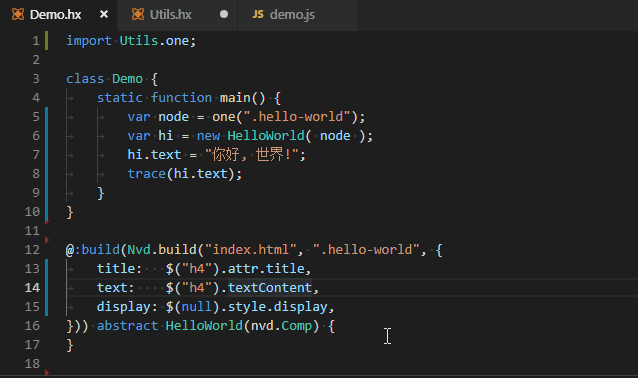 Demo.hx
Utils.hx
JS demo.js
1 import Utils.one;
2
3 class Demo {
4 static function main() {
5 var node = one(".hello-world");
6 var hi = new HelloWorld( node );
7 hi.text = "你好, 世界!";
8 trace(hi.text);
9 }
10 }
11
12 @:build(Nvd.build("index.html", ".hello-world", {
13 title: $("h4").attr.title,
14 text: $("h4").textContent,
15 display: $(null).style.display,
16 })) abstract HelloWorld(nvd.Comp) {
17 }
18